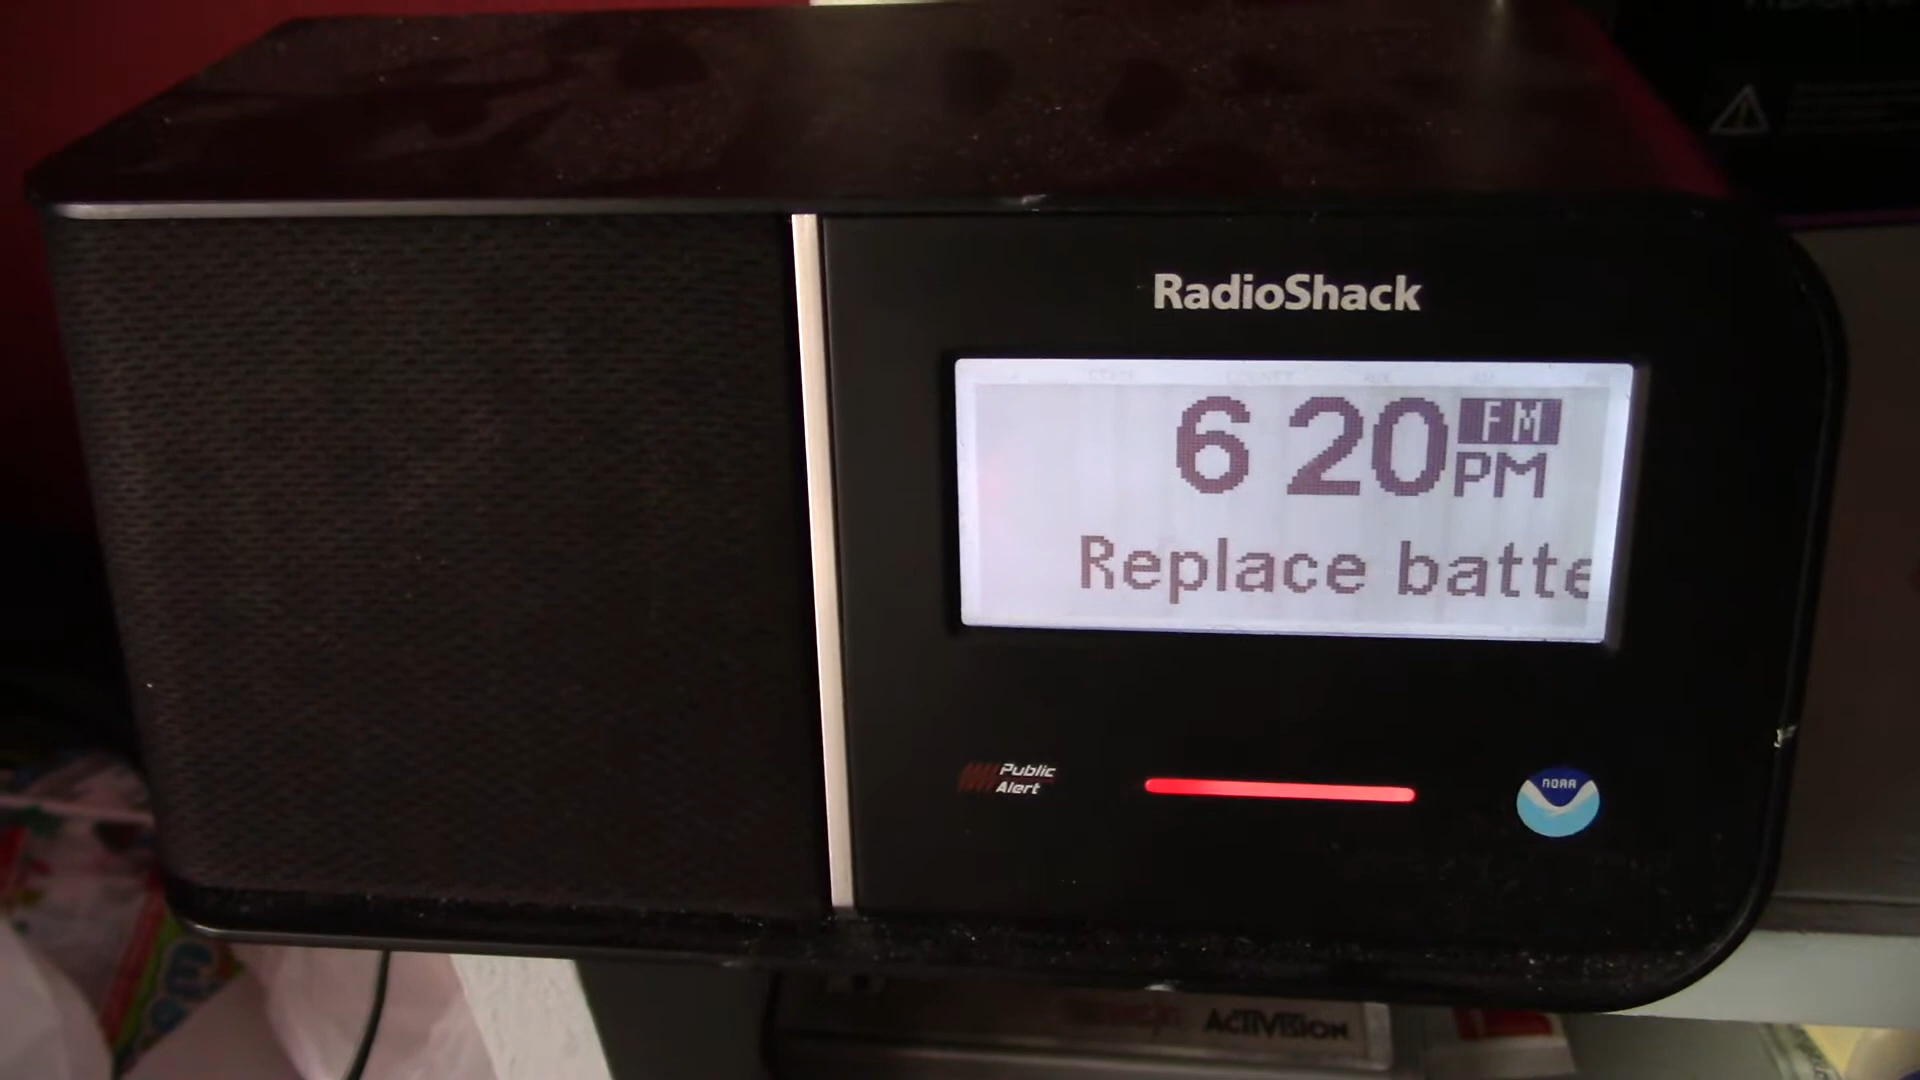 RadioShack
6 20 FM
PM
Replace batte
Public
Alert
NOAA
ACTIVISION